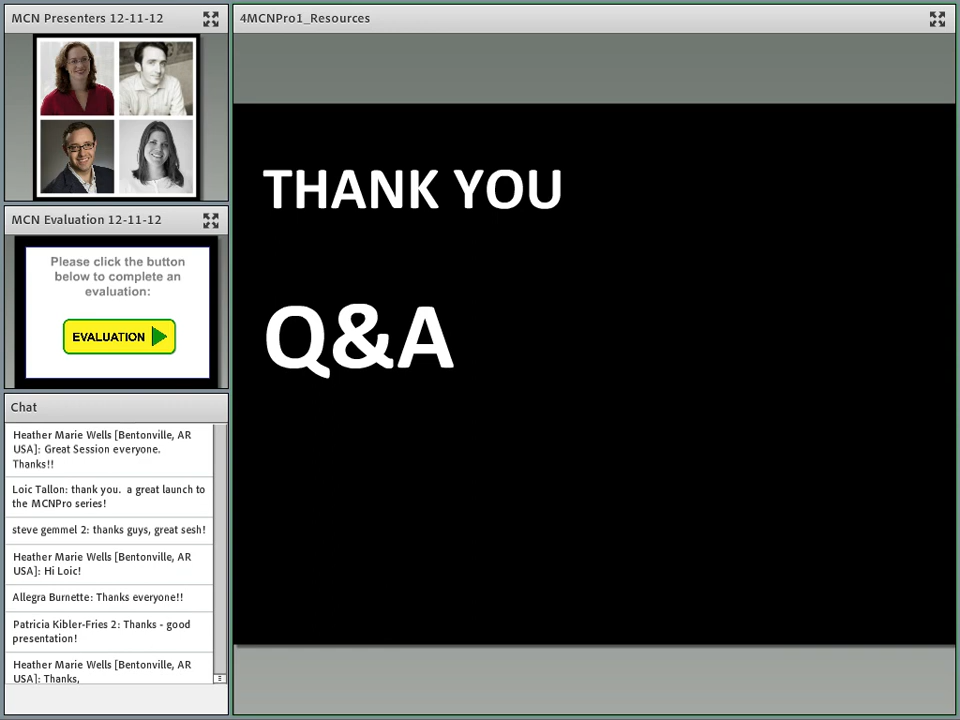 MCN Presenters 12-11-12
MCN Evaluation 12-11-12
Please click the button
below to complete an
evaluation:
EVALUATION
Chat
Heather Marie Wells [Bentonville, AR
USA]: Great Session everyone.
Thanks!!
Loic Tallon: thank you.  a great launch to
the MCNPro series!
steve gemmel 2: thanks guys, great sesh!
Heather Marie Wells [Bentonville, AR
USA]: Hi Loic!
Allegra Burnette: Thanks everyone!!
Patricia Kibler-Fries 2: Thanks - good
presentation!
Heather Marie Wells [Bentonville, AR
USA]: Thanks,
4MCNPro1_Resources
THANK YOU
Q&A